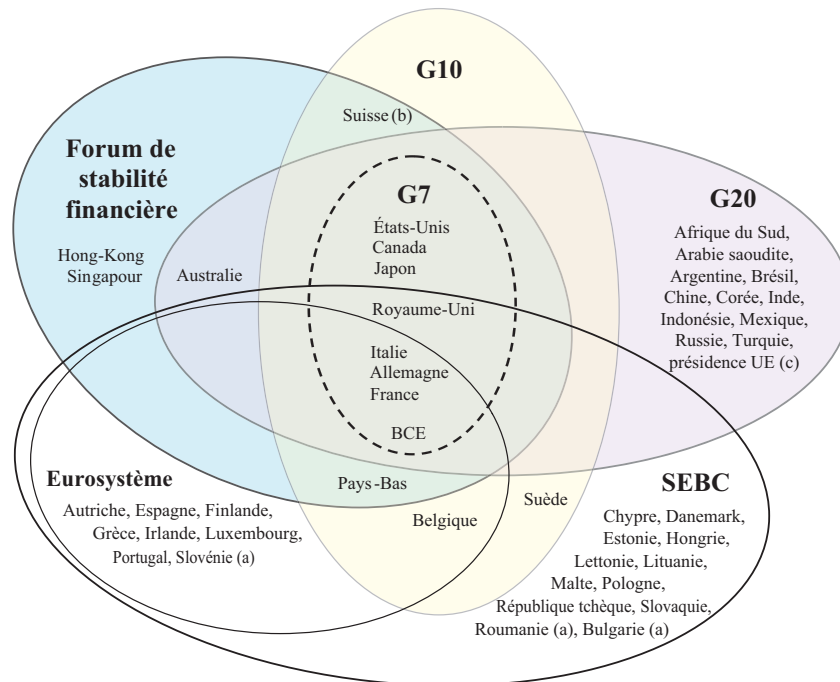 G10
Suisse (b)
Forum de
stabilité
financière
Hong-Kong
Singapour
Australie
G7
États-Unis
Canada
Japon
Royaume-Uni
Italie
Allemagne
France
BCE
G20
Afrique du Sud,
Arabie saoudite,
Argentine, Brésil,
Chine, Corée, Inde,
Indonésie, Mexique,
Russie, Turquie,
présidence UE (c)
Eurosystème
Autriche, Espagne, Finlande,
Grèce, Irlande, Luxembourg,
Portugal, Slovénie (a)
Pays-Bas
Belgique
Suède
SEBC
Chypre, Danemark,
Estonie, Hongrie,
Lettonie, Lituanie,
Malte, Pologne,
République tchèque, Slovaquie,
Roumanie (a), Bulgarie (a)